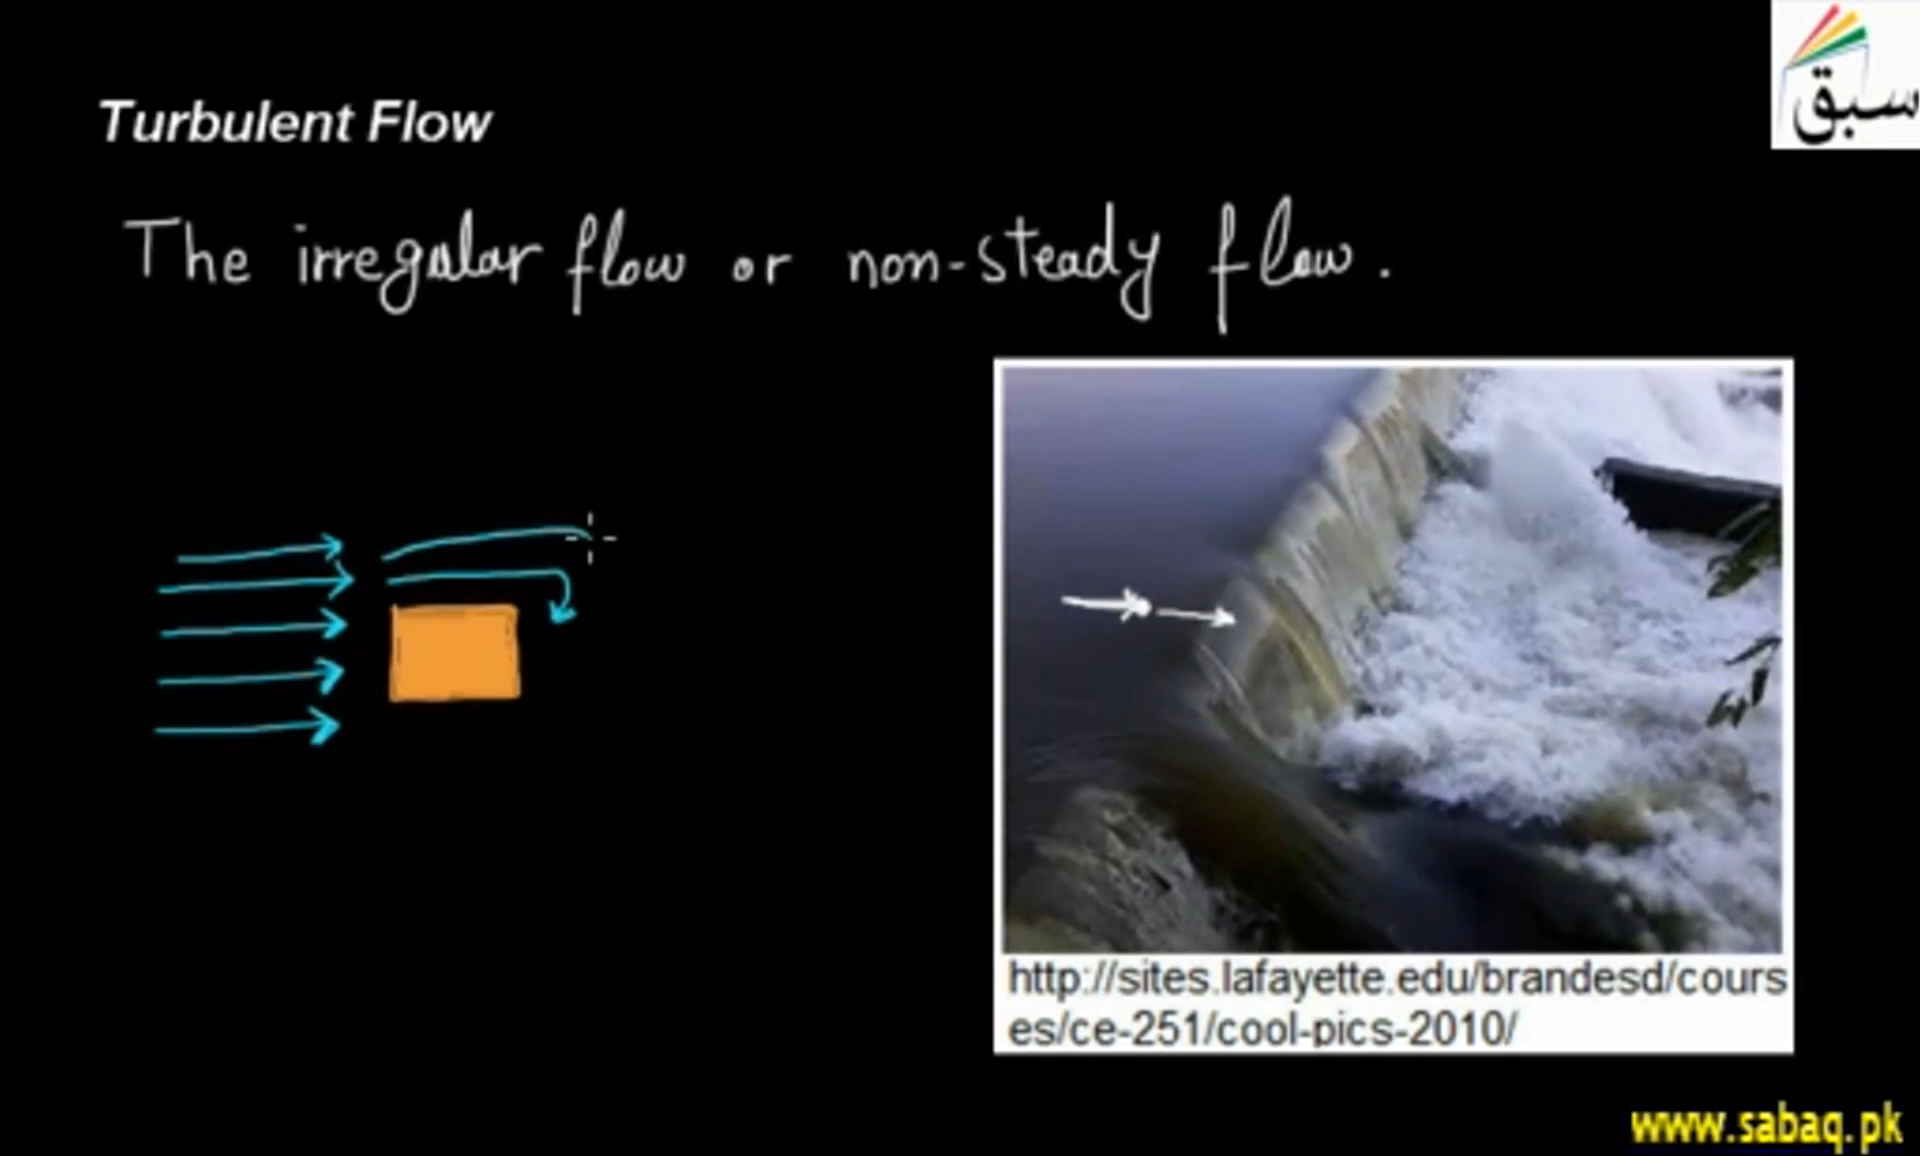 سبق
Turbulent Flow
The irregular flow or non-steady flow.
http://sites.lafayette.edu/brandesd/cours
es/ce-251/cool-pics-2010/
www.sabaq.pk